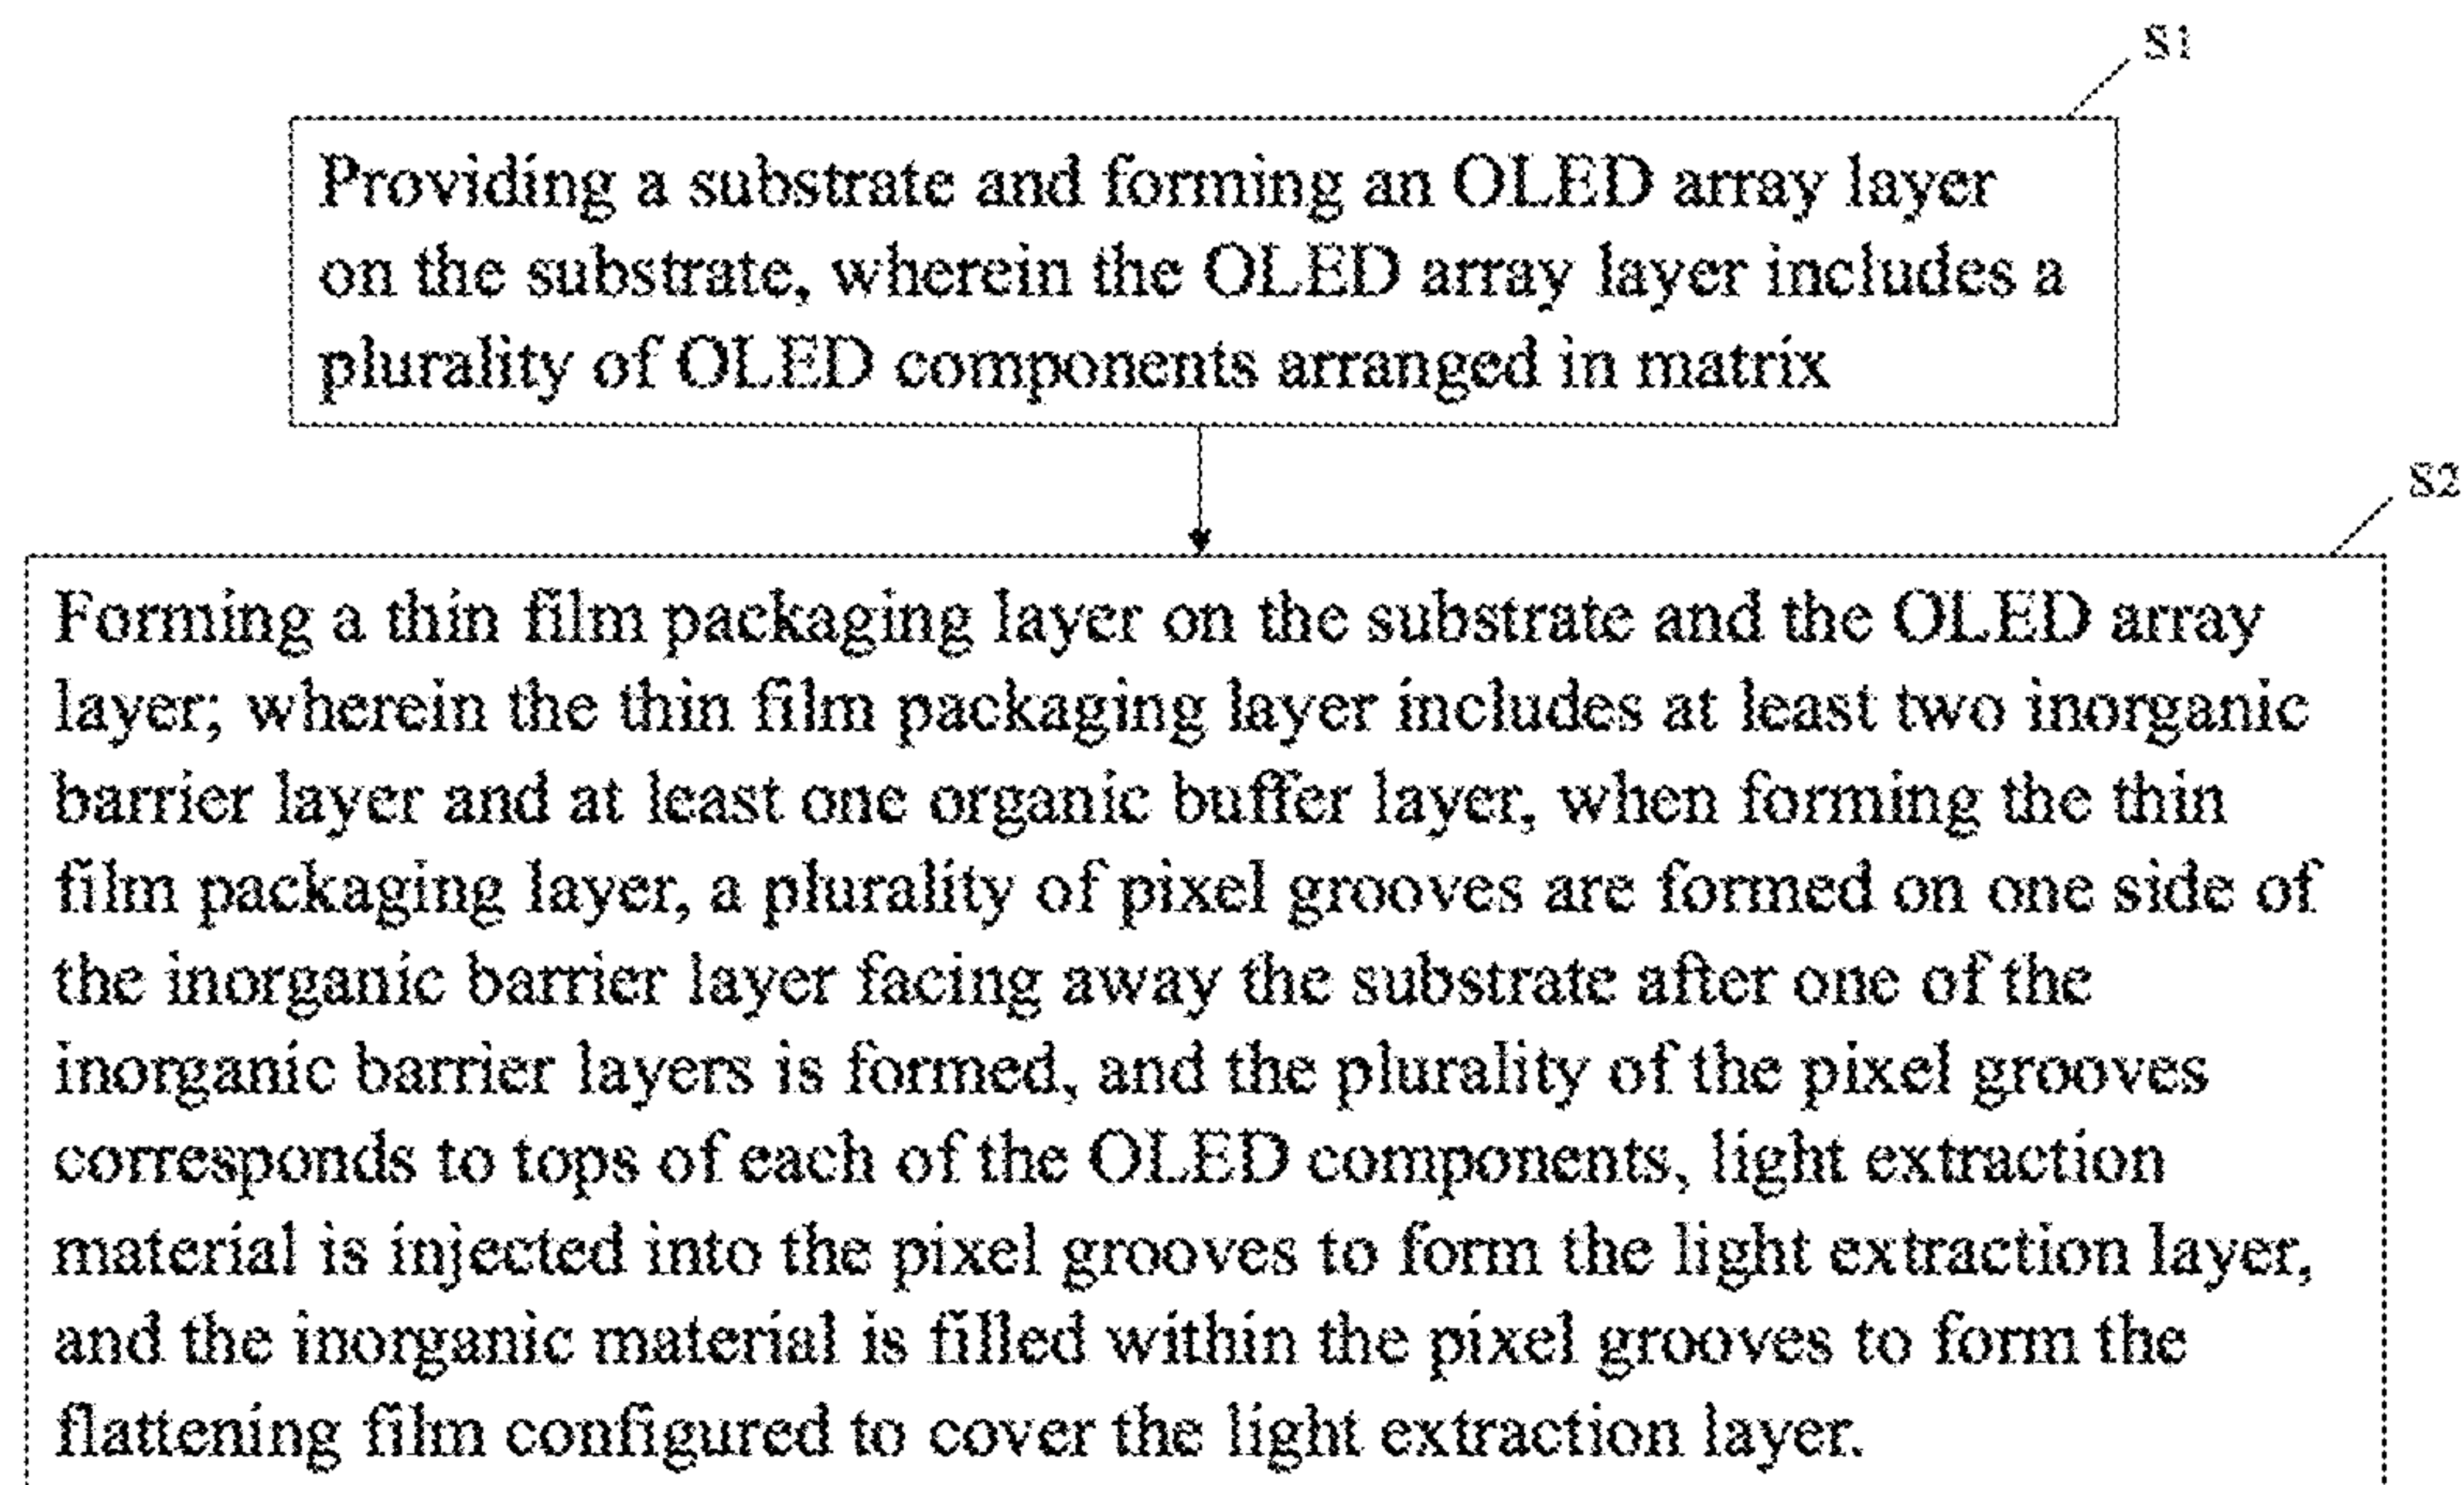 S1
Providing a substrate and forming an OLED array layer
on the substrate, wherein the OLED array layer includes a
plurality of OLED components arranged in matrix
S2
Forming a thin film packaging layer on the substrate and the OLED array
layer; wherein the thin film packaging layer includes at least two inorganic
barrier layer and at least one organic buffer layer, when forming the thin
film packaging layer, a plurality of pixel grooves are formed on one side of
the inorganic barrier layer facing away the substrate after one of the
inorganic barrier layers is formed, and the plurality of the pixel grooves
corresponds to tops of each of the OLED components, light extraction
material is injected into the pixel grooves to form the light extraction layer,
and the inorganic material is filled within the pixel grooves to form the
flattening film configured to cover the light extraction layer.